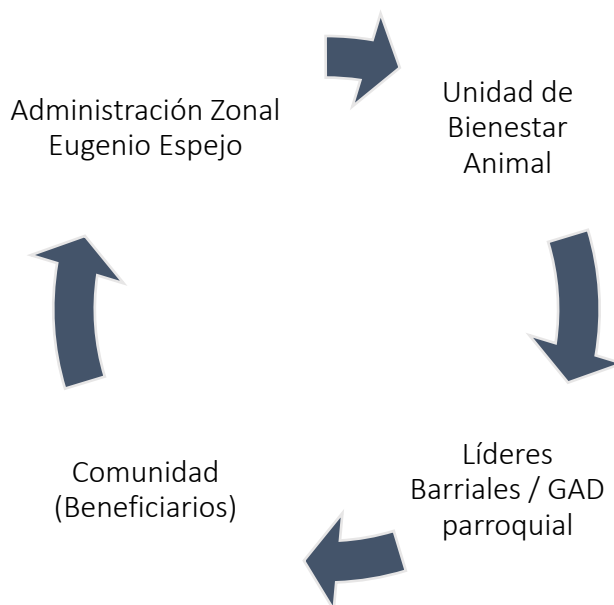 Administración Zonal
Eugenio Espejo
Unidad de
Bienestar
Animal
Líderes
Barriales / GAD
parroquial
Comunidad
(Beneficiarios)